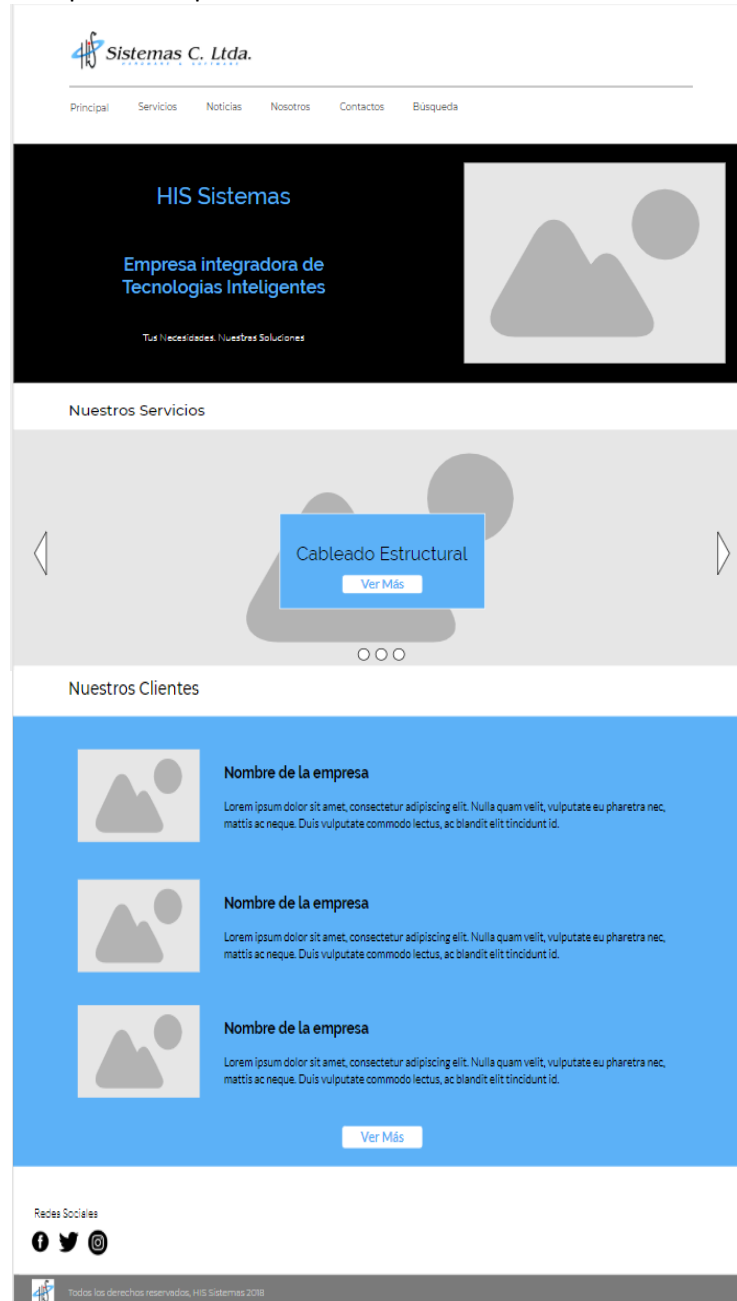 HIS Sistemas C. Ltda.
HARDWARE & SOFTWARE
Principal Servicios Noticias Nosotros Contactos Búsqueda
HIS Sistemas
Empresa integradora de
Tecnologias Inteligentes
Tus Necesidades. Nuestras Soluciones
Nuestros Servicios
Cableado Estructural
Ver Más
Nuestros Clientes
Nombre de la empresa
Lorem ipsum dolor sit amet, consectetur adipiscing elit. Nulla quam velit, vulputate eu pharetra nec,
mattis ac neque. Duis vulputate commodo lectus, ac blandit elit tincidunt id.
Nombre de la empresa
Lorem ipsum dolor sit amet, consectetur adipiscing elit. Nulla quam velit, vulputate eu pharetra nec,
mattis ac neque. Duis vulputate commodo lectus, ac blandit elit tincidunt id.
Nombre de la empresa
Lorem ipsum dolor sit amet, consectetur adipiscing elit. Nulla quam velit, vulputate eu pharetra nec,
mattis ac neque. Duis vulputate commodo lectus, ac blandit elit tincidunt id.
Ver Más
Redes Sociales
Todos los derechos reservados, HIS Sistemas 2018